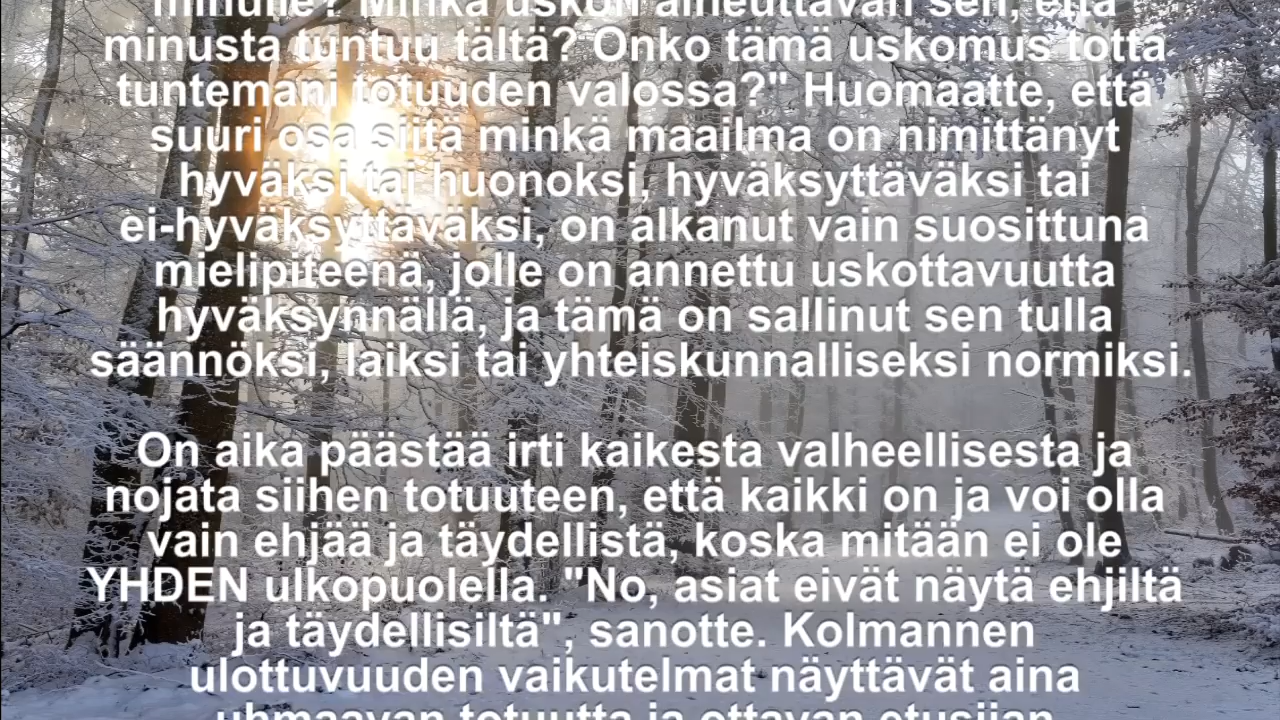 minulle? Minkä uskon aiheuttavan sen, että
minusta tuntuu tältä? Onko tämä uskomus totta
tuntemani totuuden valossa?" Huomaatte, että
suuri osa siitä minkä maailma on nimittänyt
hyväksi tai huonoksi, hyväksyttäväksi tai
ei-hyväksyttäväksi, on alkanut vain suosittuna
mielipiteenä, jolle on annettu uskottavuutta
hyväksynnällä, ja tämä on sallinut sen tulla
säännöksi, laiksi tai yhteiskunnalliseksi normiksi.
On aika päästää irti kaikesta valheellisesta ja
nojata siihen totuuteen, että kaikki on ja voi olla
vain ehjää ja täydellistä, koska mitään ei ole
YHDEN ulkopuolella. "No, asiat eivät näytä ehjiltä
ja täydellisiltä", sanotte. Kolmannen
ulottuvuuden vaikutelmat näyttävät aina
uhmaavan totuutta ja ottavan etusijan